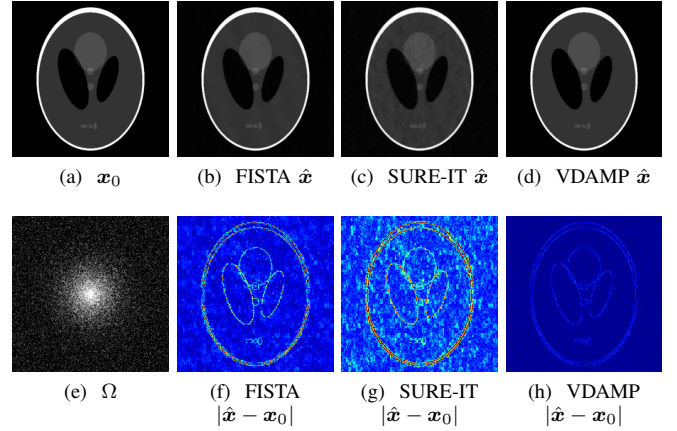 (a) 𝒙₀
(b) FISTA 𝒙̂
(c) SURE-IT 𝒙̂
(d) VDAMP 𝒙̂
(e) Ω
(f) FISTA
|𝒙̂ − 𝒙₀|
(g) SURE-IT
|𝒙̂ − 𝒙₀|
(h) VDAMP
|𝒙̂ − 𝒙₀|